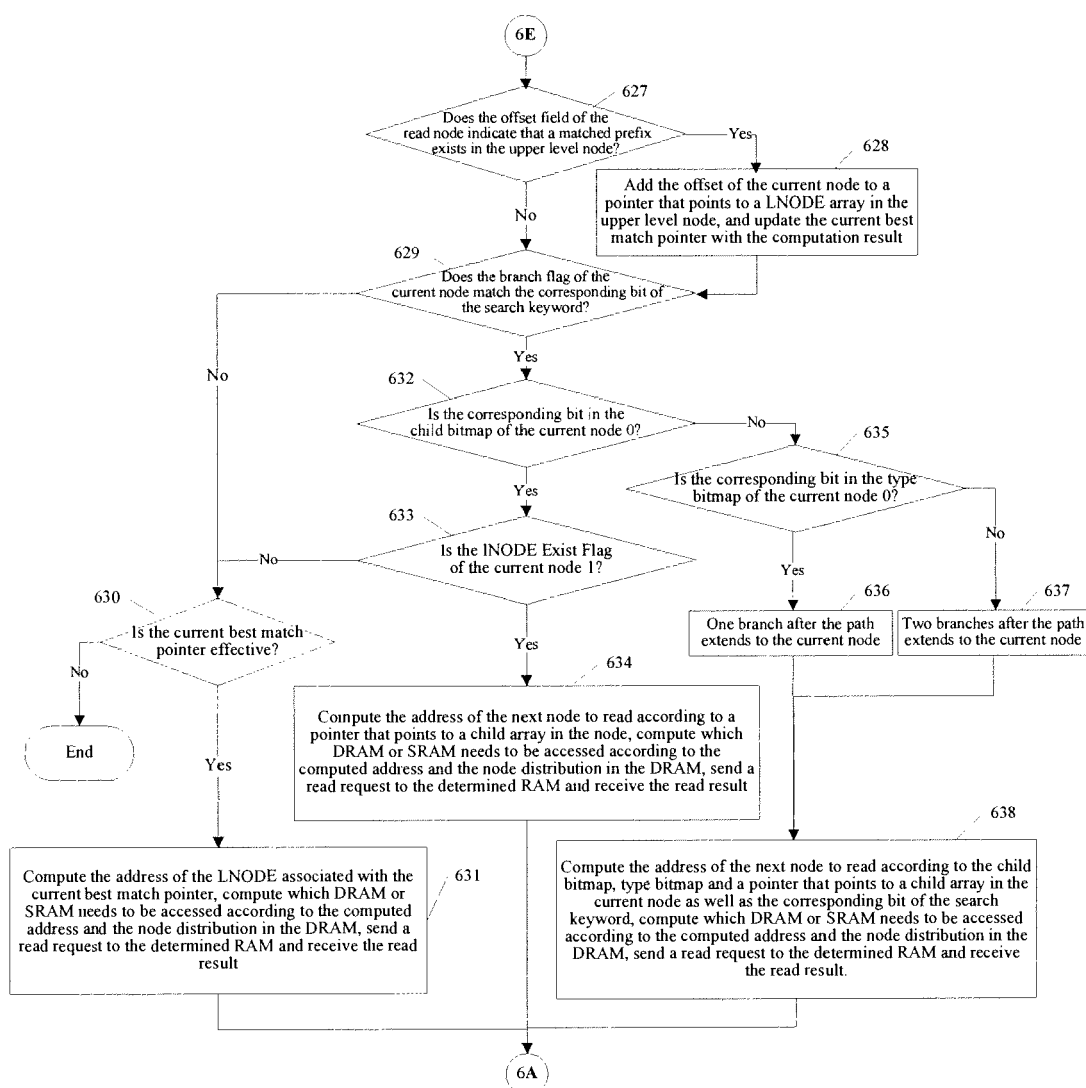 6E
627
Does the offset field of the
read node indicate that a matched prefix
exists in the upper level node?
Yes
628
Add the offset of the current node to a
pointer that points to a LNODE array in the
upper level node, and update the current best
match pointer with the computation result
No
629
Does the branch flag of the
current node match the corresponding bit of
the search keyword?
No
Yes
632
Is the corresponding bit in the
child bitmap of the current node 0?
No
635
Is the corresponding bit in the type
bitmap of the current node 0?
Yes
633
Is the lNODE Exist Flag
of the current node 1?
No
No
Yes
630
Is the current best match
pointer effective?
636
One branch after the path
extends to the current node
637
Two branches after the path
extends to the current node
Yes
634
No
End
Compute the address of the next node to read according to a
pointer that points to a child array in the node, compute which
DRAM or SRAM needs to be accessed according to the
computed address and the node distribution in the DRAM, send a
read request to the determined RAM and receive the read result
Yes
638
631
Compute the address of the LNODE associated with the
current best match pointer, compute which DRAM or
SRAM needs to be accessed according to the computed
address and the node distribution in the DRAM, send a
read request to the determined RAM and receive the read
result
Compute the address of the next node to read according to the child
bitmap, type bitmap and a pointer that points to a child array in the
current node as well as the corresponding bit of the search
keyword, compute which DRAM or SRAM needs to be accessed
according to the computed address and the node distribution in the
DRAM, send a read request to the determined RAM and receive
the read result.
6A